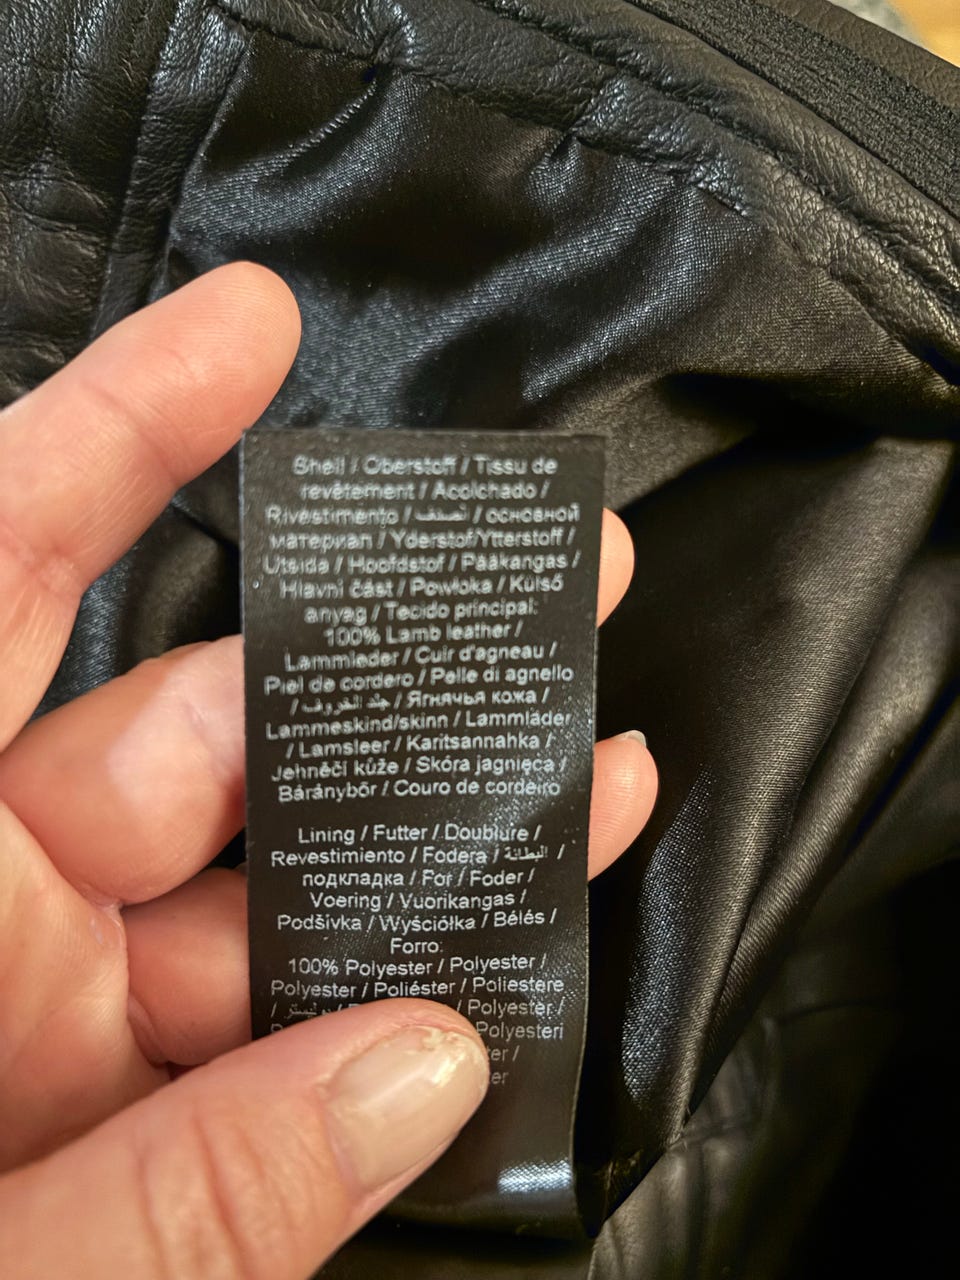 Shell / Oberstoff / Tissu de
revêtement / Acolchado /
Rivestimento / تصدف / основной
материал / Yderstof/Ytterstoff /
Utsida / Hoofdstof / Pääkangas /
Hlavní část / Powłoka / Külső
anyag / Tecido principal:
100% Lamb leather /
Lammleder / Cuir d'agneau /
Piel de cordero / Pelle di agnello
/ جلد الخروف / Ягнячья кожа /
Lammeskind/skinn / Lammläder
/ Lamsleer / Karitsannahka /
Jehněčí kůže / Skóra jagnięca /
Báránybőr / Couro de cordeiro
Lining / Futter / Doublure /
Revestimiento / Fodera / البطانة /
подкладка / For / Foder /
Voering / Vuorikangas /
Podšívka / Wyściółka / Bélés /
Forro:
100% Polyester / Polyester /
Polyester / Poliéster / Poliestere
/ بوليستر / / Polyester /
Polyesteri
/